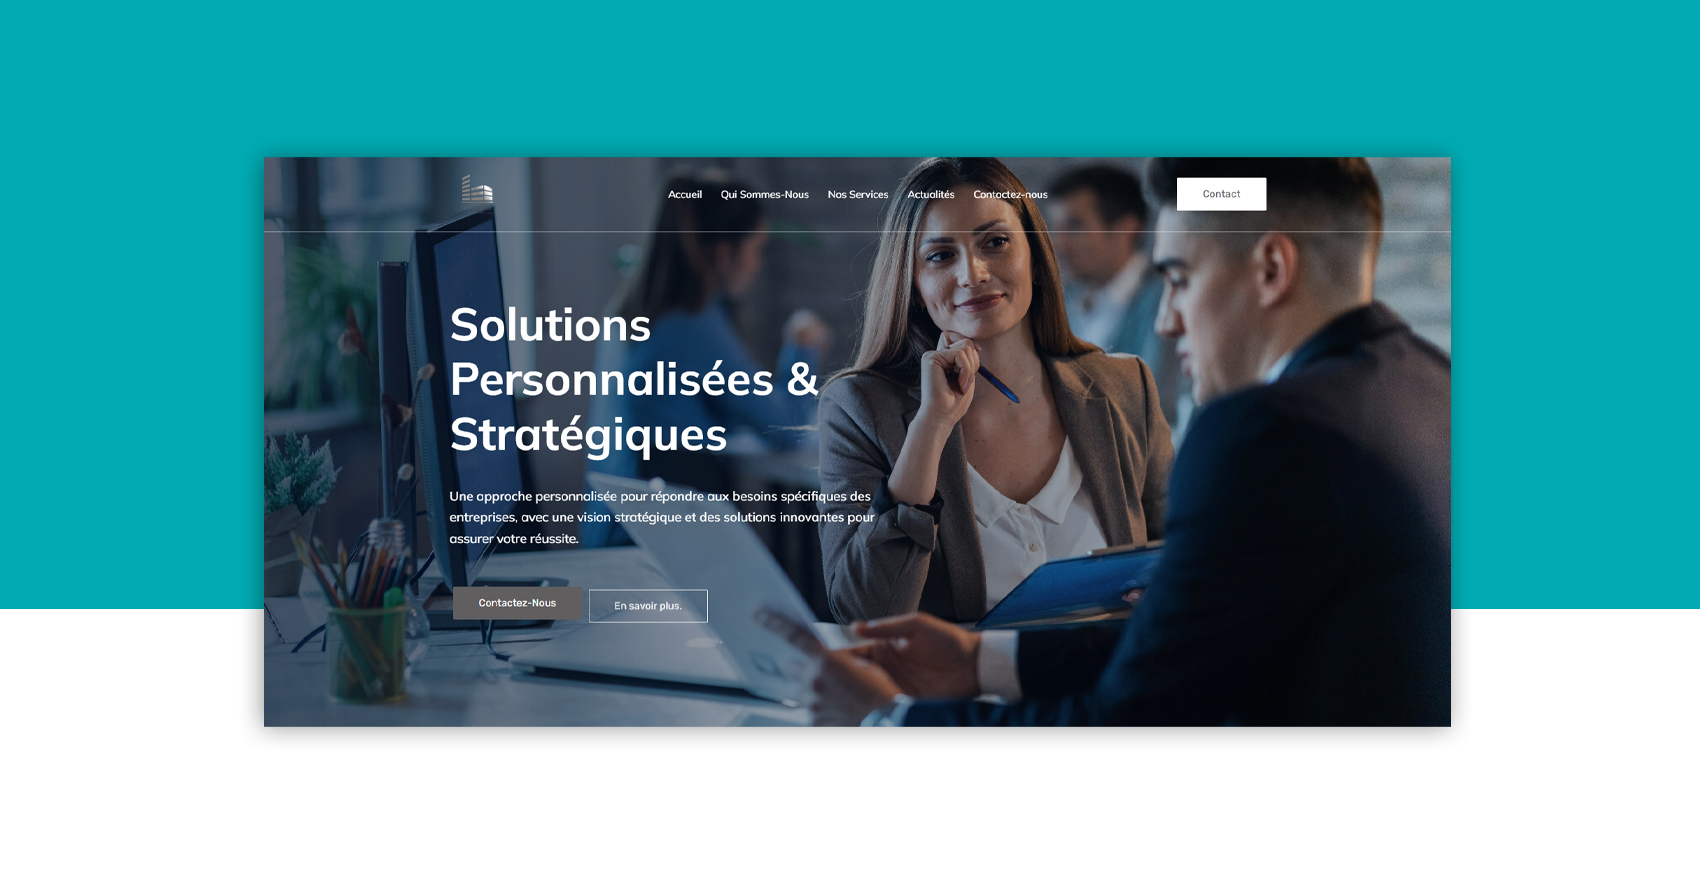 Accueil Qui Sommes-Nous Nos Services Actualités Contactez-nous Contact
Solutions
Personnalisées &
Stratégiques
Une approche personnalisée pour répondre aux besoins spécifiques des
entreprises, avec une vision stratégique et des solutions innovantes pour
assurer votre réussite.
Contactez-Nous En savoir plus.